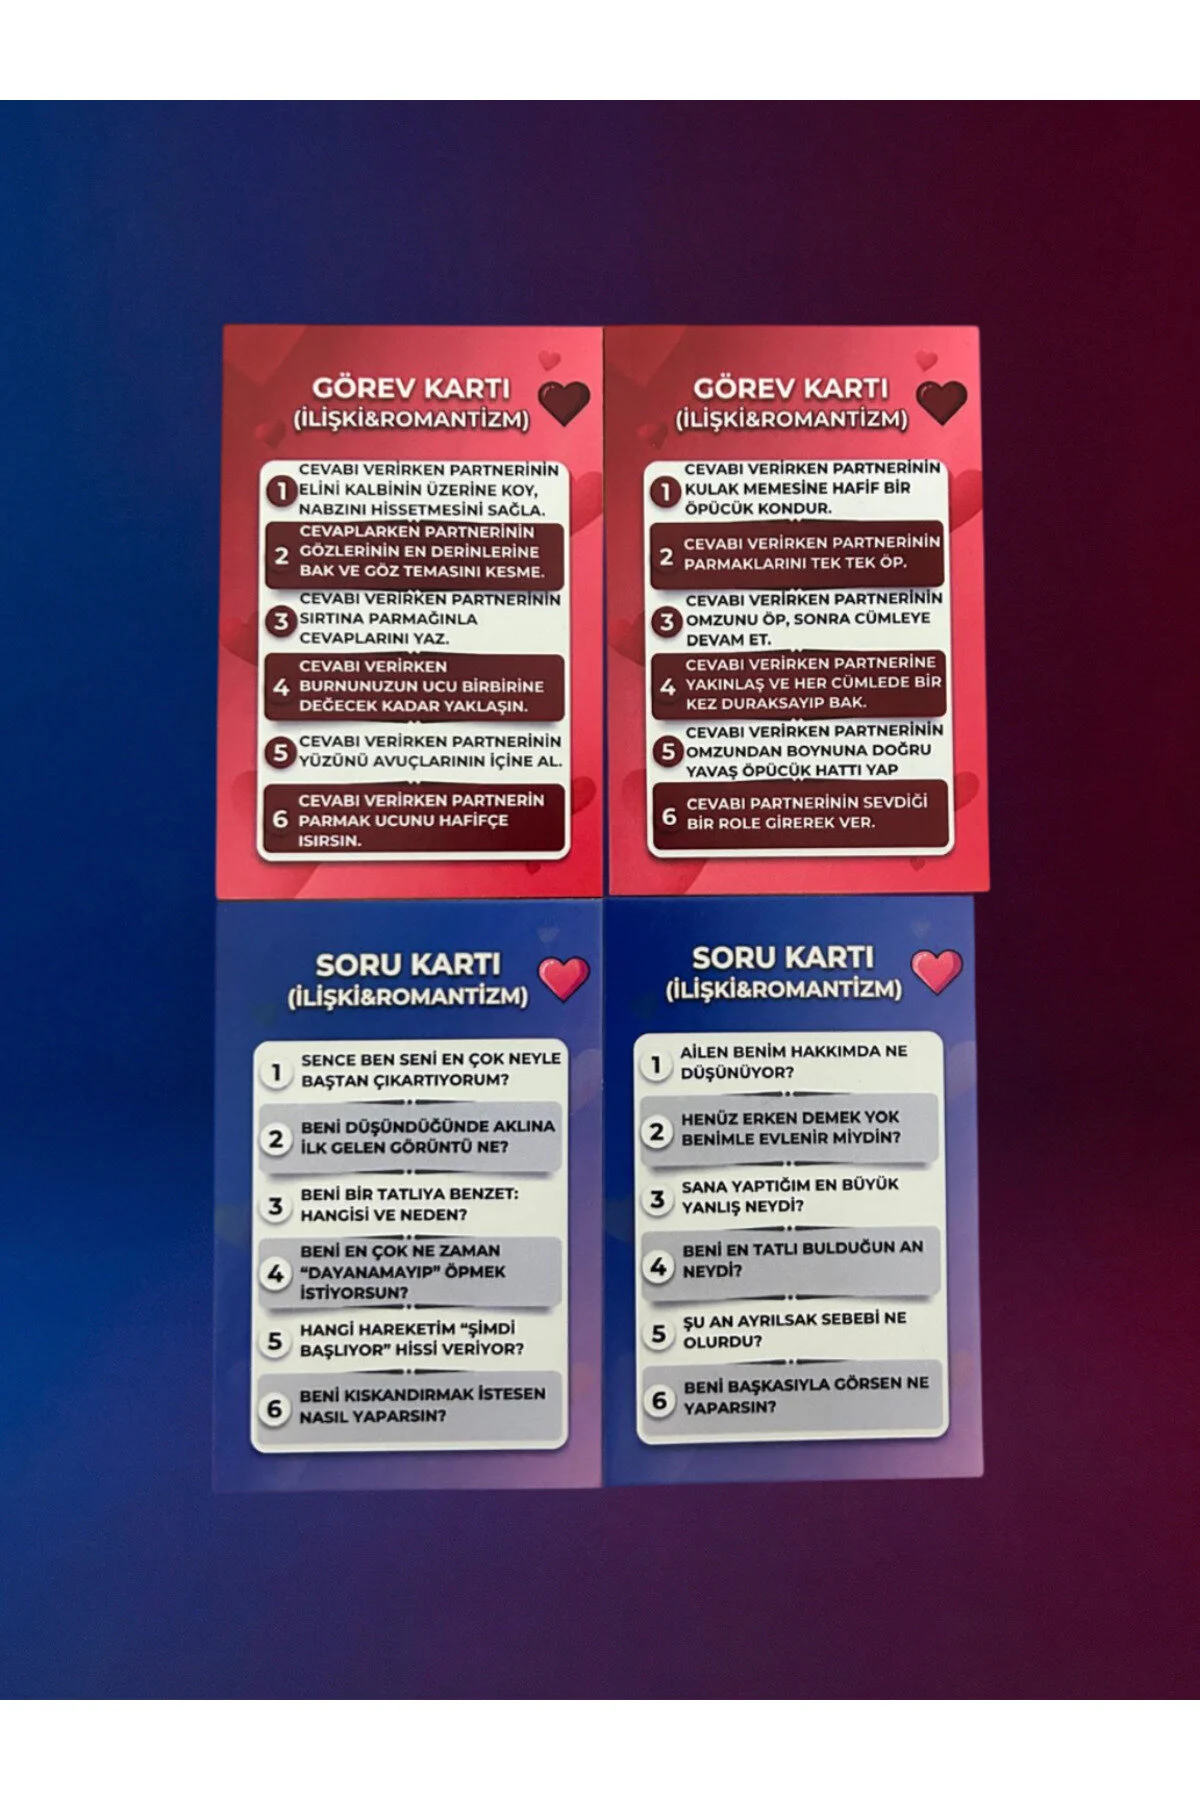 GÖREV KARTI
(İLİŞKİ&ROMANTİZM)
1
CEVABI VERİRKEN PARTNERİNİN
ELİNİ KALBİNİN ÜZERİNE KOY,
NABZINI HİSSETMESİNİ SAĞLA.
2
CEVAPLARKEN PARTNERİNİN
GÖZLERİNİN EN DERİNLERİNE
BAK VE GÖZ TEMASINI KESME.
3
CEVABI VERİRKEN PARTNERİNİN
SIRTINA PARMAĞINLA
CEVAPLARINI YAZ.
4
CEVABI VERİRKEN
BURNUNUZUN UCU BİRBİRİNE
DEĞECEK KADAR YAKLAŞIN.
5
CEVABI VERİRKEN PARTNERİNİN
YÜZÜNÜ AVUÇLARININ İÇİNE AL.
6
CEVABI VERİRKEN PARTNERİN
PARMAK UCUNU HAFİFÇE
ISIRSIN.
GÖREV KARTI
(İLİŞKİ&ROMANTİZM)
1
CEVABI VERİRKEN PARTNERİNİN
KULAK MEMESİNE HAFİF BİR
ÖPÜCÜK KONDUR.
2
CEVABI VERİRKEN PARTNERİNİN
PARMAKLARINI TEK TEK ÖP.
3
CEVABI VERİRKEN PARTNERİNİN
OMZUNU ÖP, SONRA CÜMLEYE
DEVAM ET.
4
CEVABI VERİRKEN PARTNERİNE
YAKINLAŞ VE HER CÜMLEDE BİR
KEZ DURAKSAYIP BAK.
5
CEVABI VERİRKEN PARTNERİNİN
OMZUNDAN BOYNUNA DOĞRU
YAVAŞ ÖPÜCÜK HATTI YAP
6
CEVABI PARTNERİNİN SEVDİĞİ
BİR ROLE GİREREK VER.
SORU KARTI
(İLİŞKİ&ROMANTİZM)
1
SENCE BEN SENİ EN ÇOK NEYLE
BAŞTAN ÇIKARTIYORUM?
2
BENİ DÜŞÜNDÜĞÜNDE AKLINA
İLK GELEN GÖRÜNTÜ NE?
3
BENİ BİR TATLIYA BENZET:
HANGİSİ VE NEDEN?
4
BENİ EN ÇOK NE ZAMAN
"DAYANAMAYIP" ÖPMEK
İSTİYORSUN?
5
HANGİ HAREKETİM "ŞİMDİ
BAŞLIYOR" HİSSİ VERİYOR?
6
BENİ KISKANDIRMAK İSTESEN
NASIL YAPARSIN?
SORU KARTI
(İLİŞKİ&ROMANTİZM)
1
AİLEN BENİM HAKKIMDA NE
DÜŞÜNÜYOR?
2
HENÜZ ERKEN DEMEK YOK
BENİMLE EVLENİR MİYDİN?
3
SANA YAPTIĞIM EN BÜYÜK
YANLIŞ NEYDİ?
4
BENİ EN TATLI BULDUĞUN AN
NEYDİ?
5
ŞU AN AYRILSAK SEBEBİ NE
OLURDU?
6
BENİ BAŞKASIYLA GÖRSEN NE
YAPARSIN?